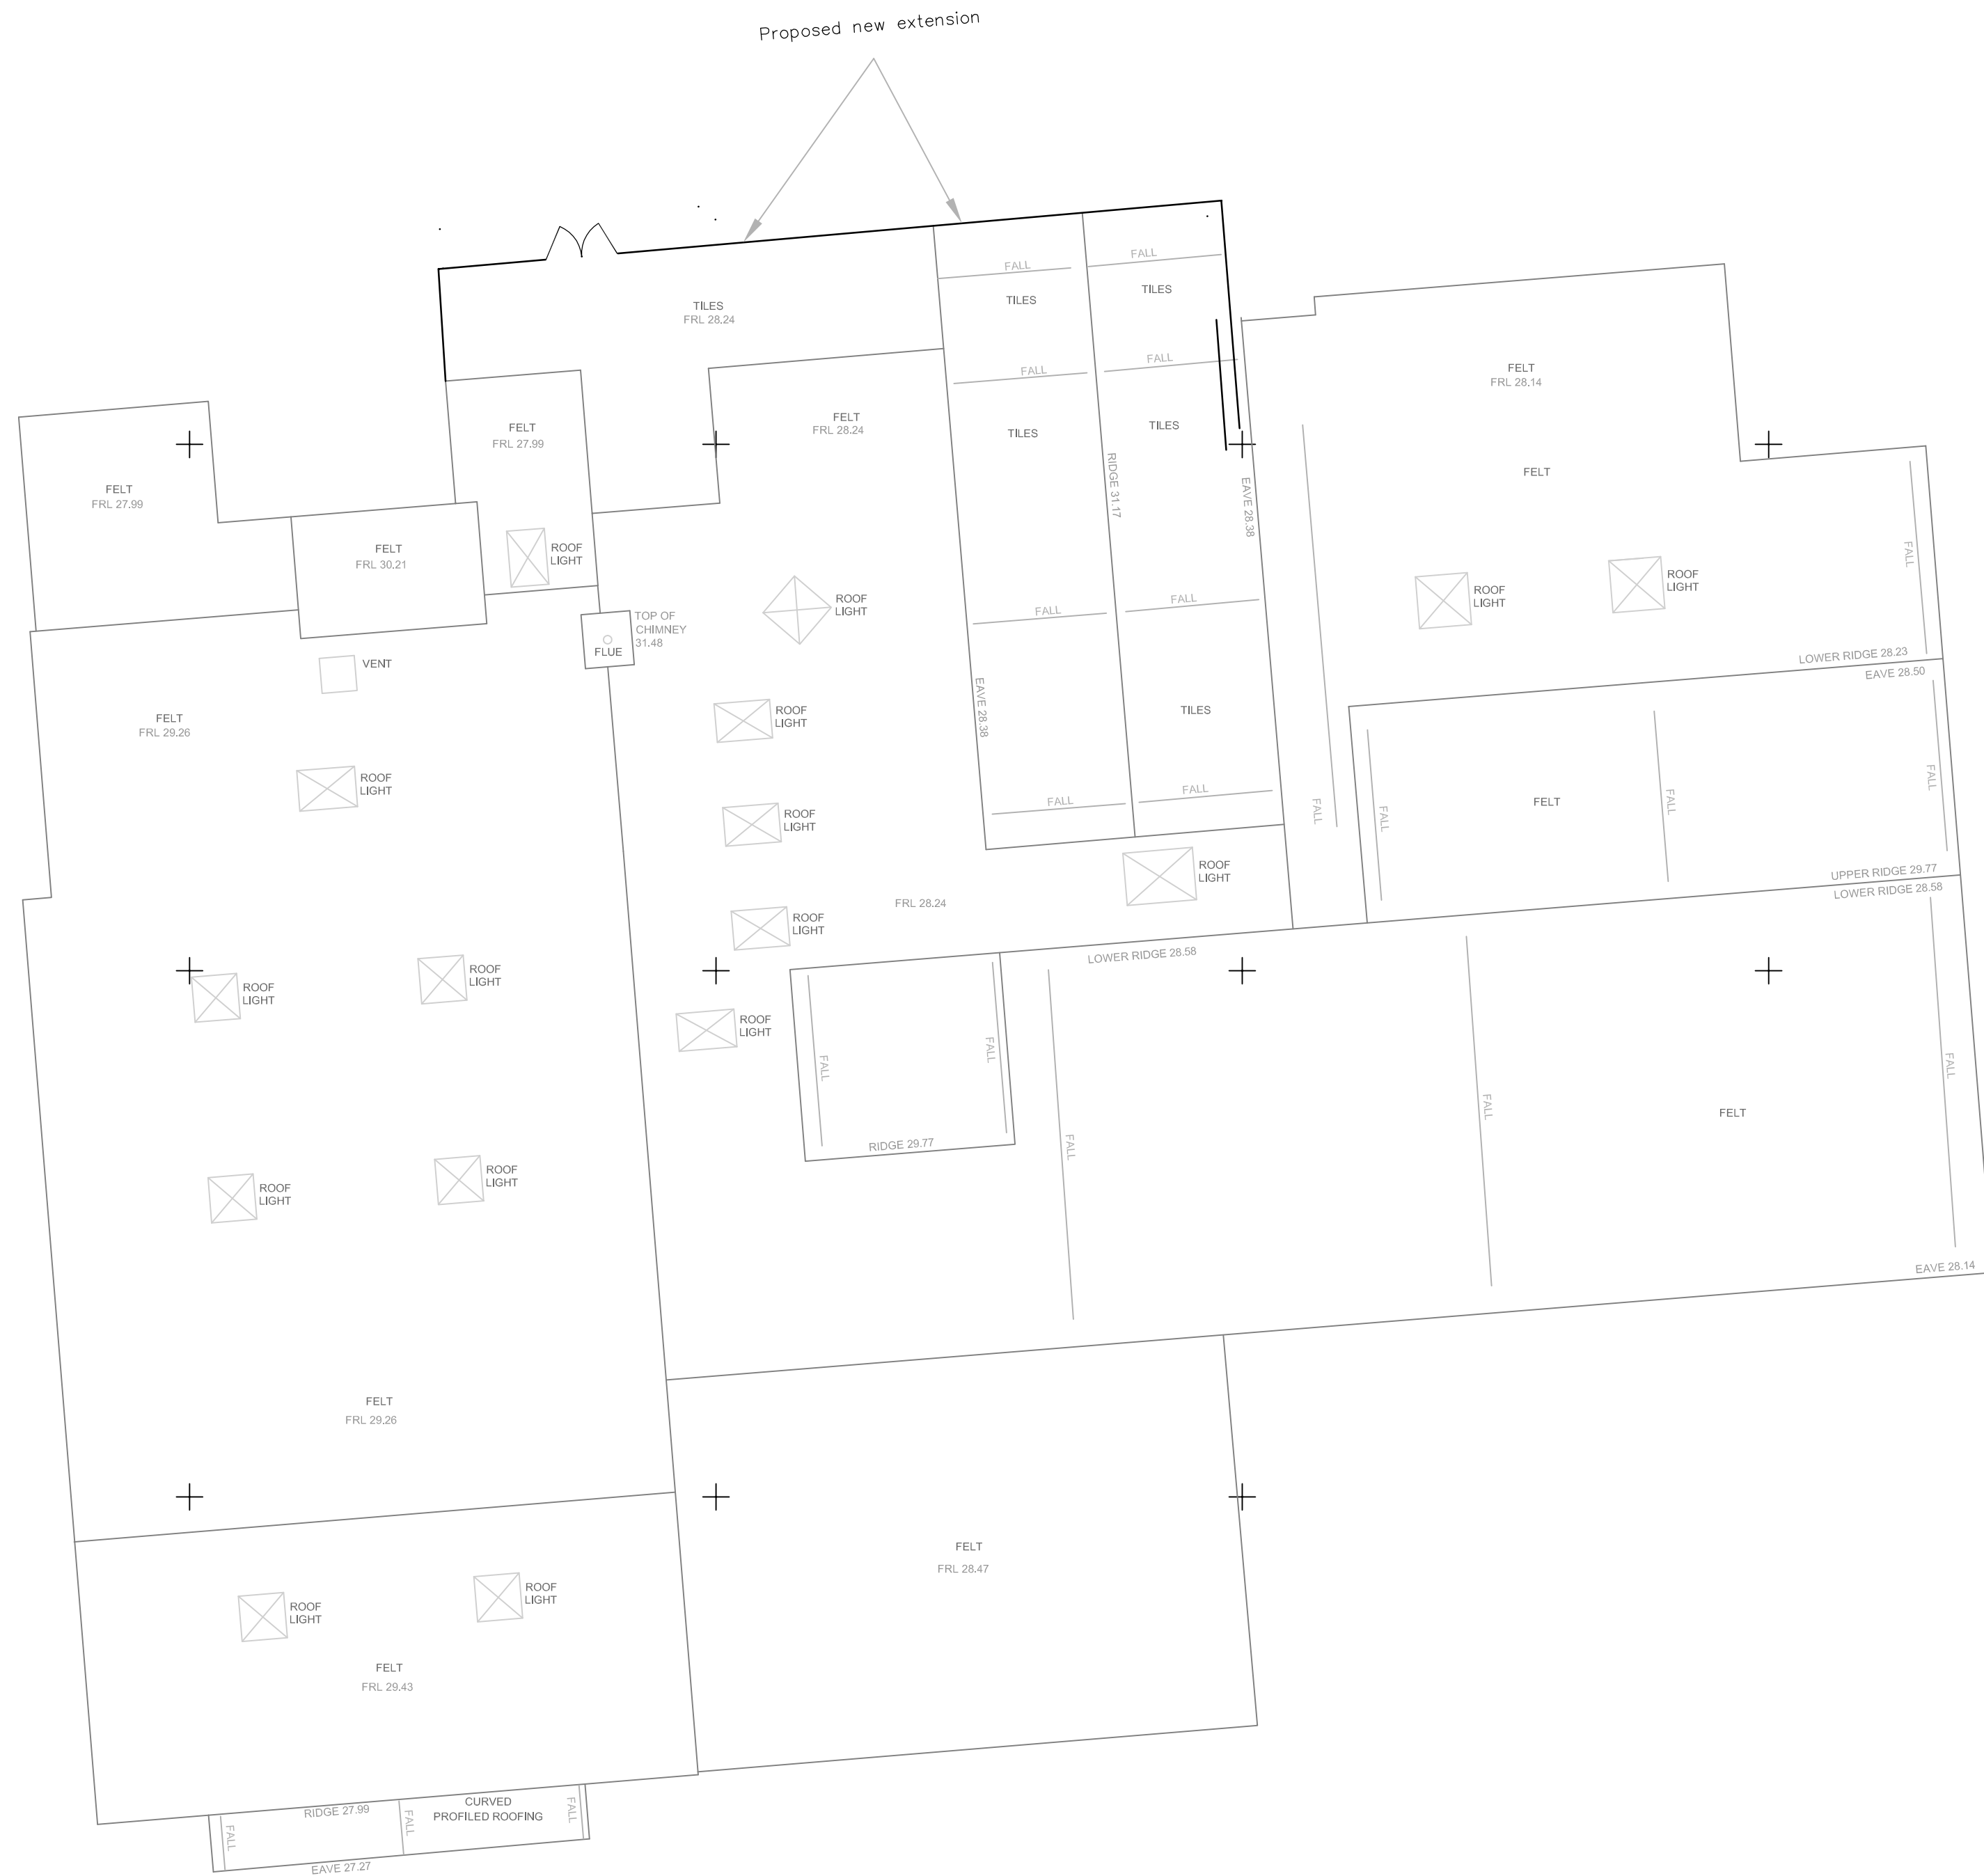 Proposed new extension
FALL
FALL
TILES
TILES
TILES
FRL 28.24
FALL
FALL
FELT
FRL 28.14
FELT
FRL 28.24
FELT
FRL 27.99
TILES
TILES
RIDGE 31.17
EAVE 28.38
FELT
FELT
FRL 27.99
FELT
FRL 30.21
ROOF
LIGHT
FALL
ROOF
LIGHT
ROOF
LIGHT
ROOF
LIGHT
FALL
FALL
TOP OF
CHIMNEY
31.48
FLUE
LOWER RIDGE 28.23
EAVE 28.50
VENT
EAVE 28.38
TILES
ROOF
LIGHT
FELT
FRL 29.26
ROOF
LIGHT
FALL
FALL
FALL
FALL
FELT
FALL
FALL
ROOF
LIGHT
ROOF
LIGHT
UPPER RIDGE 29.77
LOWER RIDGE 28.58
FRL 28.24
ROOF
LIGHT
LOWER RIDGE 28.58
ROOF
LIGHT
ROOF
LIGHT
ROOF
LIGHT
FALL
FALL
FALL
FALL
FALL
FELT
RIDGE 29.77
ROOF
LIGHT
ROOF
LIGHT
EAVE 28.14
FELT
FRL 29.26
FELT
FRL 28.47
ROOF
LIGHT
ROOF
LIGHT
FELT
FRL 29.43
RIDGE 27.99
CURVED
PROFILED ROOFING
FALL
FALL
FALL
EAVE 27.27